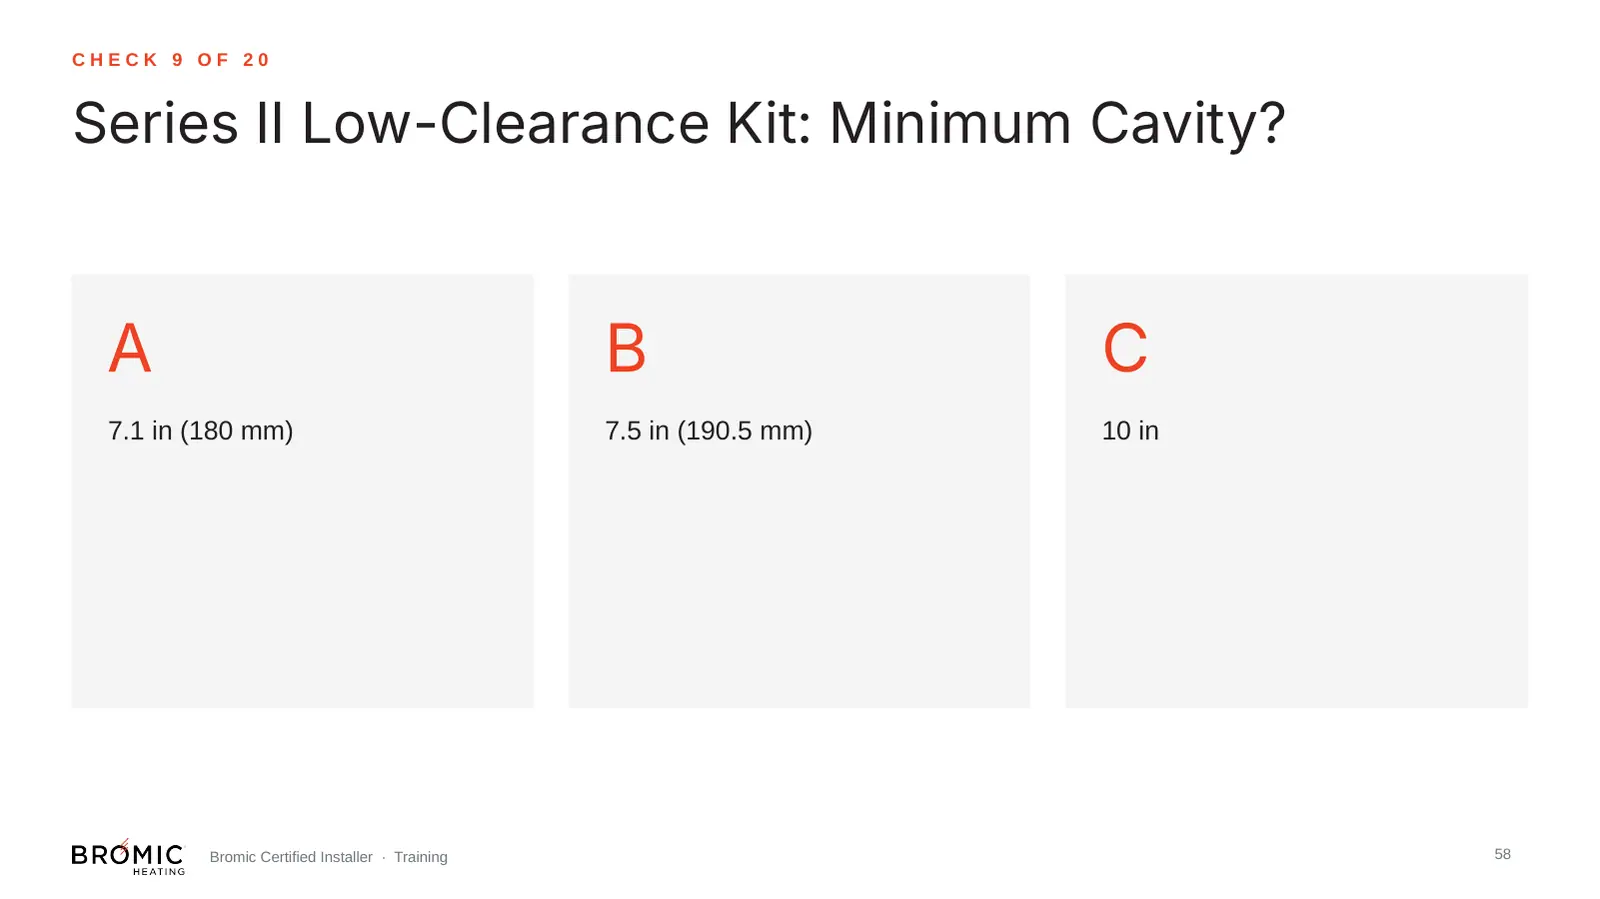 CHECK 9 OF 20
Series II Low-Clearance Kit: Minimum Cavity?
A
7.1 in (180 mm)
B
7.5 in (190.5 mm)
C
10 in
BROMIC
HEATING
Bromic Certified Installer · Training
58